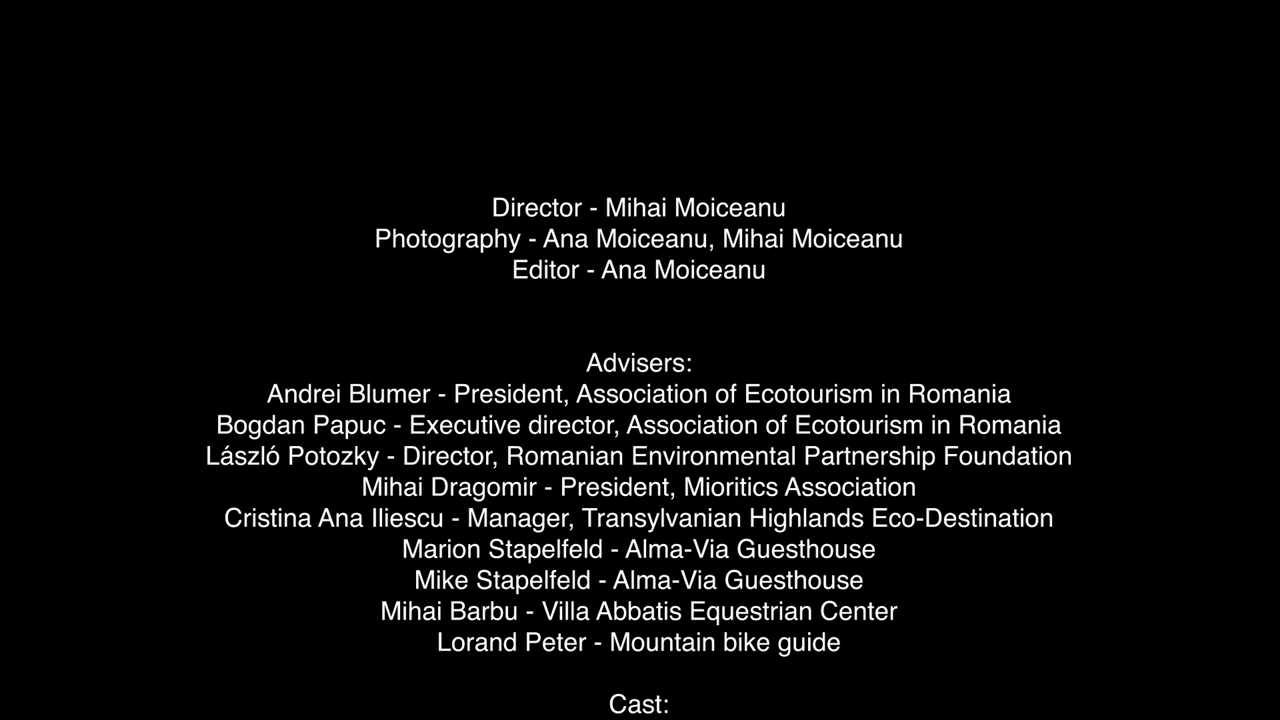 Director - Mihai Moiceanu
Photography - Ana Moiceanu, Mihai Moiceanu
Editor - Ana Moiceanu
Advisers:
Andrei Blumer - President, Association of Ecotourism in Romania
Bogdan Papuc - Executive director, Association of Ecotourism in Romania
László Potozky - Director, Romanian Environmental Partnership Foundation
Mihai Dragomir - President, Mioritics Association
Cristina Ana Iliescu - Manager, Transylvanian Highlands Eco-Destination
Marion Stapelfeld - Alma-Via Guesthouse
Mike Stapelfeld - Alma-Via Guesthouse
Mihai Barbu - Villa Abbatis Equestrian Center
Lorand Peter - Mountain bike guide
Cast: